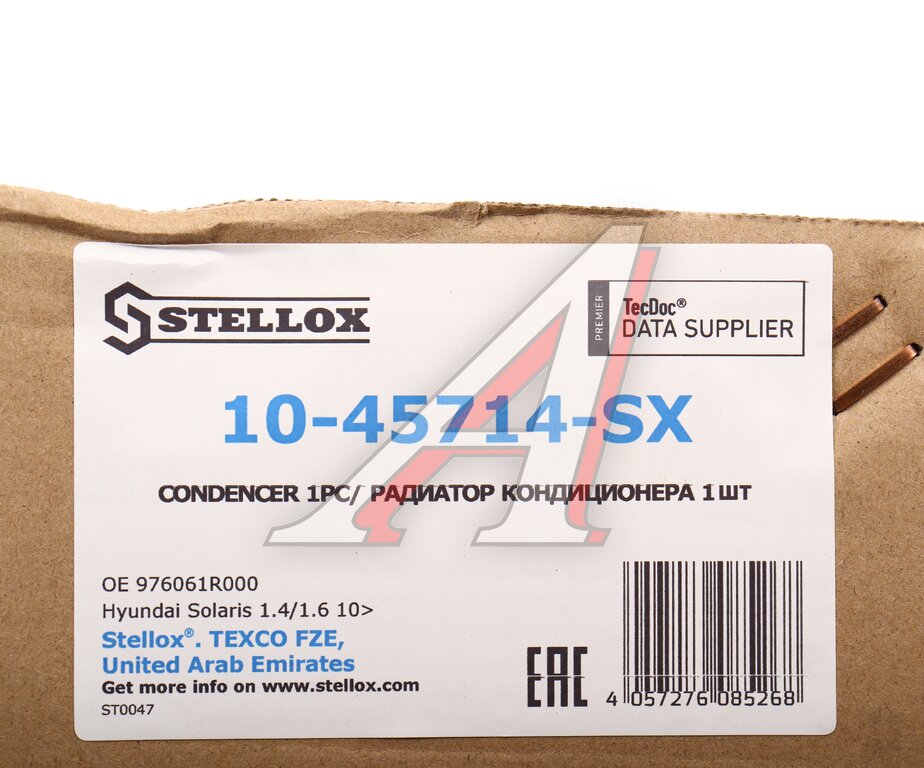 STELLOX
PREMIER
TecDoc®
DATA SUPPLIER
10-45714-SX
CONDENCER 1PC/ РАДИАТОР КОНДИЦИОНЕРА 1 шт
OE 976061R000
Hyundai Solaris 1.4/1.6 10>
Stellox®. TEXCO FZE,
United Arab Emirates
Get more info on www.stellox.com
ST0047
EAC
4 057276 085268